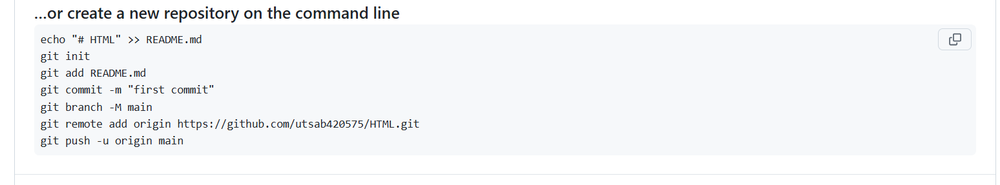 ...or create a new repository on the command line
echo "# HTML" >> README.md
git init
git add README.md
git commit -m "first commit"
git branch -M main
git remote add origin https://github.com/utsab420575/HTML.git
git push -u origin main